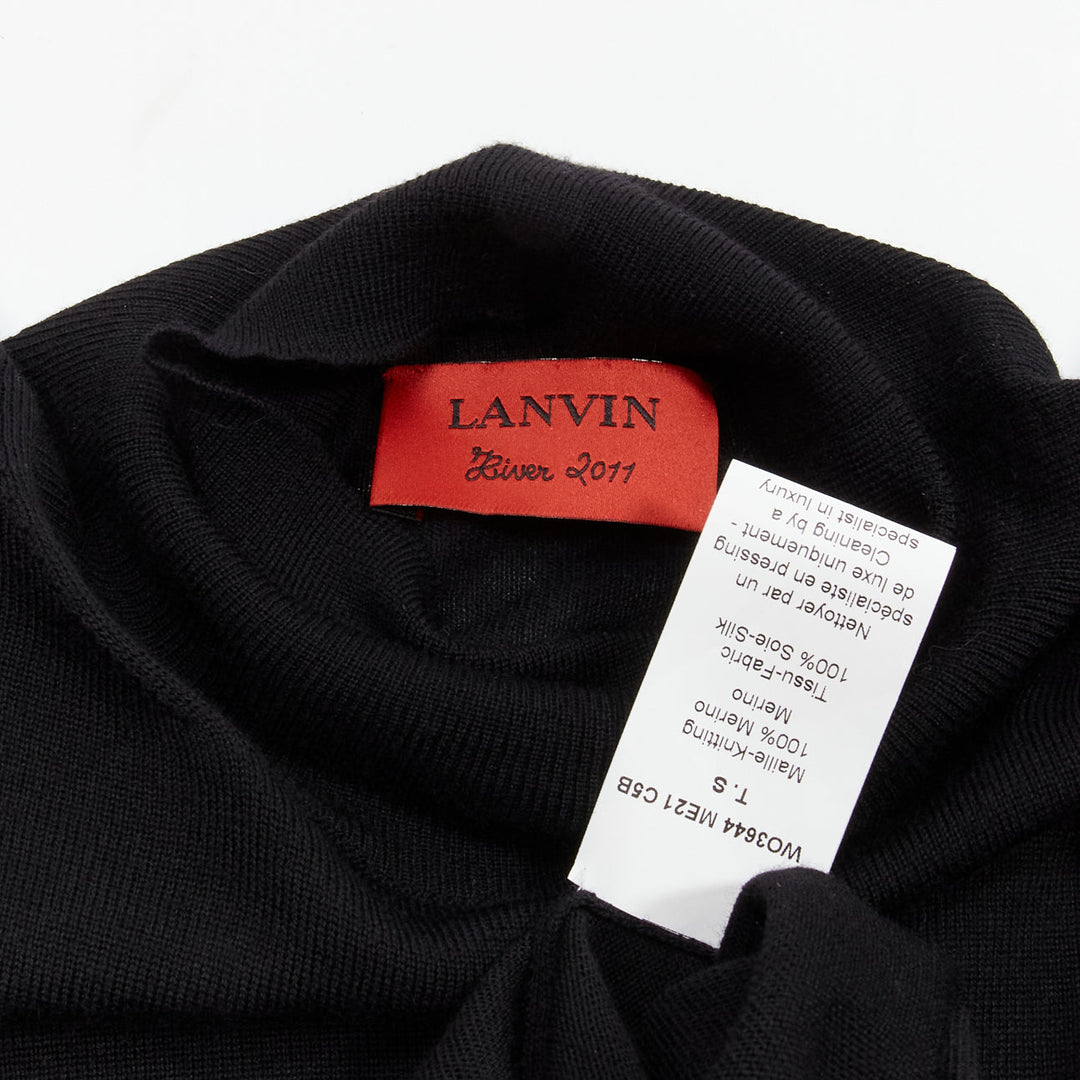 LANVIN
Hiver 2011
WO3644 ME21 C5B
T. S
Maille-Knitting
100% Merino
Merino
Tissu-Fabric
100% Soie-Silk
Nettoyer par un
spécialiste en pressing
de luxe uniquement -
Cleaning by a
specialist in luxury